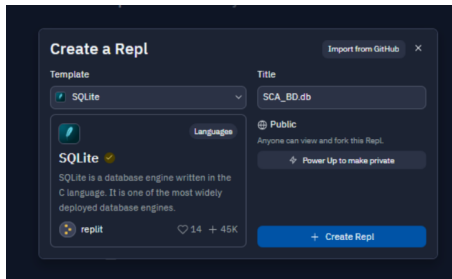 Create a Repl
Import from GitHub
Template
SQLite
Languages
SQLite
SQLite is a database engine written in the
C language. It is one of the most widely
deployed database engines.
replit
14
45K
Title
SCA_BD.db
Public
Anyone can view and fork this Repl.
Power Up to make private
+ Create Repl